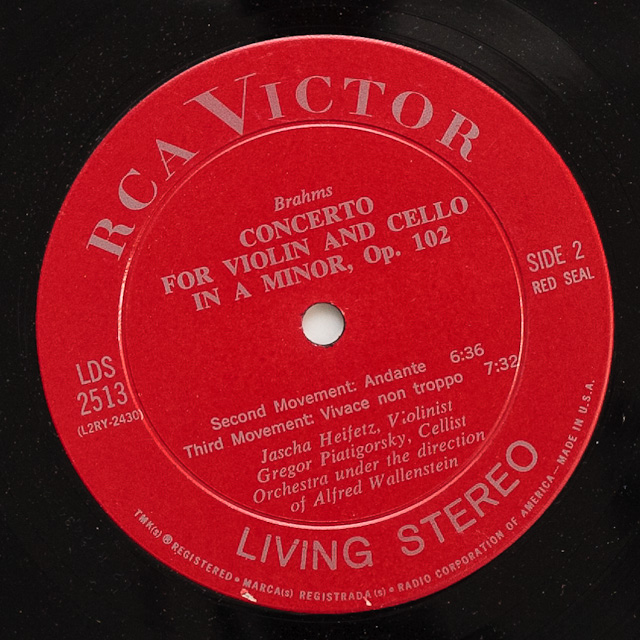 RCA VICTOR
Brahms
CONCERTO
FOR VIOLIN AND CELLO
IN A MINOR, Op. 102
SIDE 2
RED SEAL
LDS
2513
(L2RY-2430)
Second Movement: Andante 6:36
Third Movement: Vivace non troppo 7:32
Jascha Heifetz, Violinist
Gregor Piatigorsky, Cellist
Orchestra under the direction
of Alfred Wallenstein
LIVING STEREO
TMK(s) ® REGISTERED • MARCA(s) REGISTRADA(s) • RADIO CORPORATION OF AMERICA — MADE IN U.S.A.